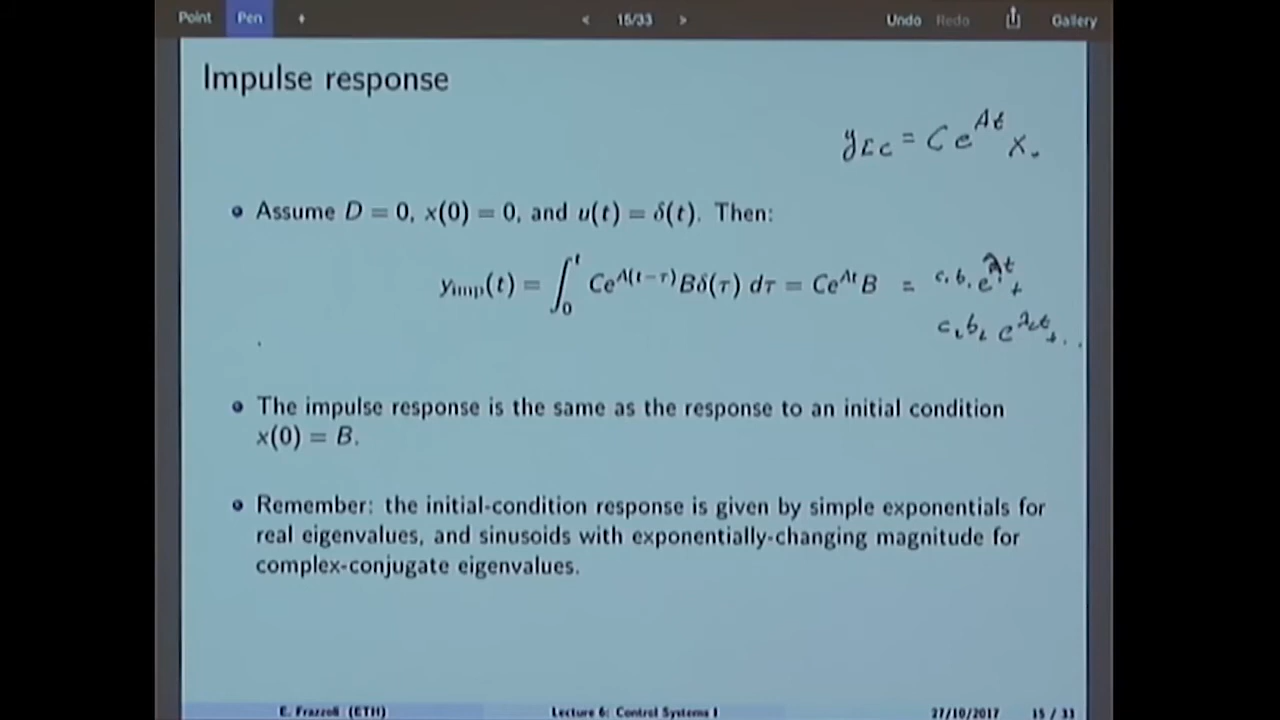 Point Pen + < 15/33 > Undo Redo Gallery
Impulse response
y_IC = C e^{At} x_0
• Assume D = 0, x(0) = 0, and u(t) = δ(t). Then:
y_imp(t) = ∫_0^t Ce^{A(t−τ)}Bδ(τ) dτ = Ce^{At}B = c_1 b_1 e^{λ_1 t} +
c_2 b_2 e^{λ_2 t} + . .
• The impulse response is the same as the response to an initial condition
x(0) = B.
• Remember: the initial-condition response is given by simple exponentials for
real eigenvalues, and sinusoids with exponentially-changing magnitude for
complex-conjugate eigenvalues.
E. Frazzoli (ETH) Lecture 6: Control Systems I 27/10/2017 15 / 33